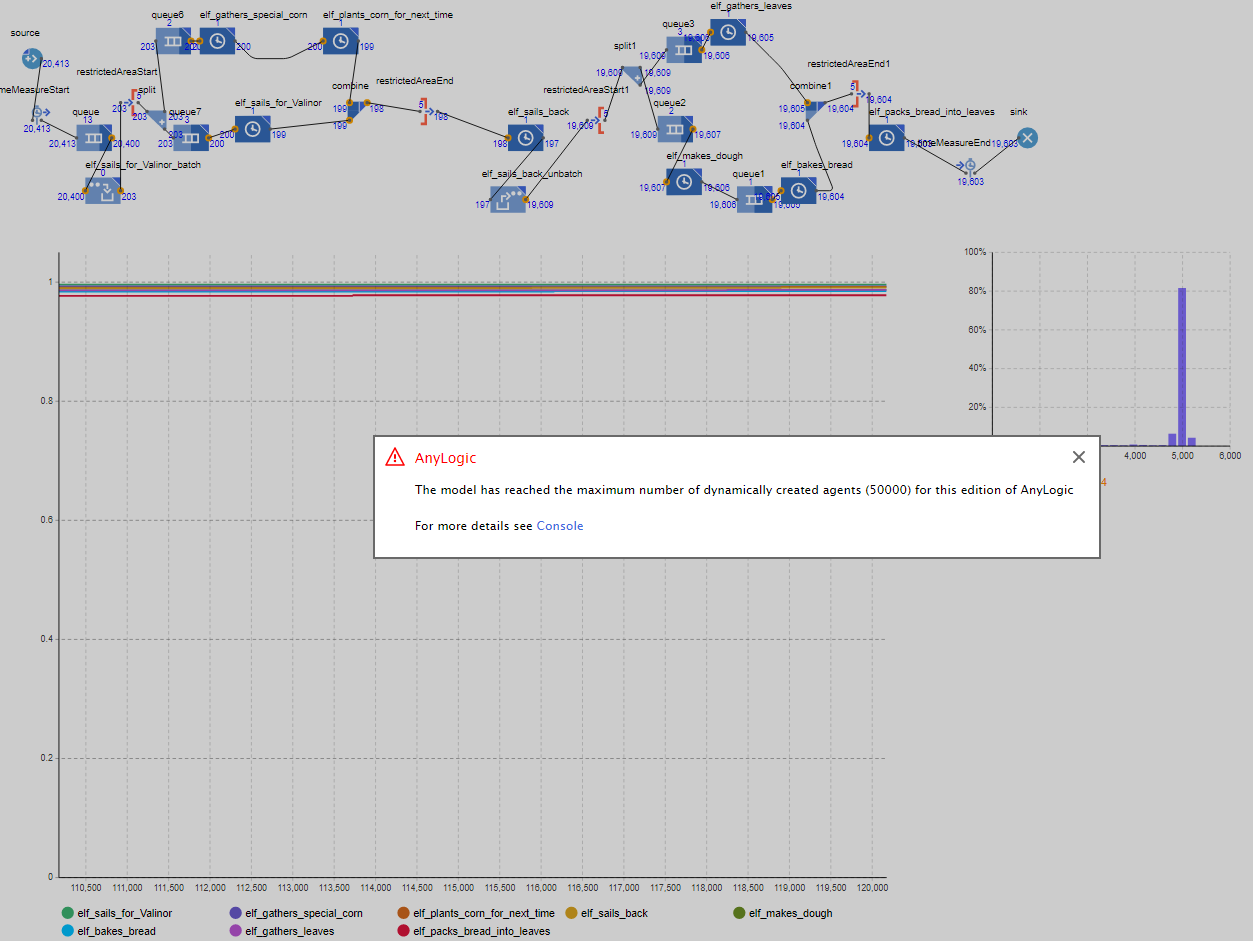 queue6
elf_gathers_special_corn
elf_plants_corn_for_next_time
elf_gathers_leaves
source
queue3
2
1
1
3
1
split1
203
200
200
199
19,608
19,606
19,605
20,413
restrictedAreaStart
restrictedAreaEnd1
19,609
19,609
19,609
meMeasureStart
split
combine
restrictedAreaEnd
restrictedAreaStart1
combine1
5
5
5
5
203
203
203
199
198
198
199
19,605
19,604
19,604
19,604
queue
queue7
elf_sails_for_Valinor
elf_sails_back
queue2
elf_packs_bread_into_leaves
sink
20,413
13
3
1
1
2
1
19,609
20,413
20,400
203
200
200
199
198
197
19,609
19,607
19,604
timeMeasureEnd
19,603
elf_sails_for_Valinor_batch
elf_sails_back_unbatch
elf_makes_dough
queue1
elf_bakes_bread
0
1
1
1
20,400
203
197
19,609
19,607
19,606
19,606
19,605
19,604
19,603
1
0.8
0.6
0.4
0.2
0
100%
80%
60%
40%
20%
4,000
5,000
6,000
4
AnyLogic
The model has reached the maximum number of dynamically created agents (50000) for this edition of AnyLogic
For more details see Console
110,500 111,000 111,500 112,000 112,500 113,000 113,500 114,000 114,500 115,000 115,500 116,000 116,500 117,000 117,500 118,000 118,500 119,000 119,500 120,000
elf_sails_for_Valinor elf_gathers_special_corn elf_plants_corn_for_next_time elf_sails_back elf_makes_dough
elf_bakes_bread elf_gathers_leaves elf_packs_bread_into_leaves